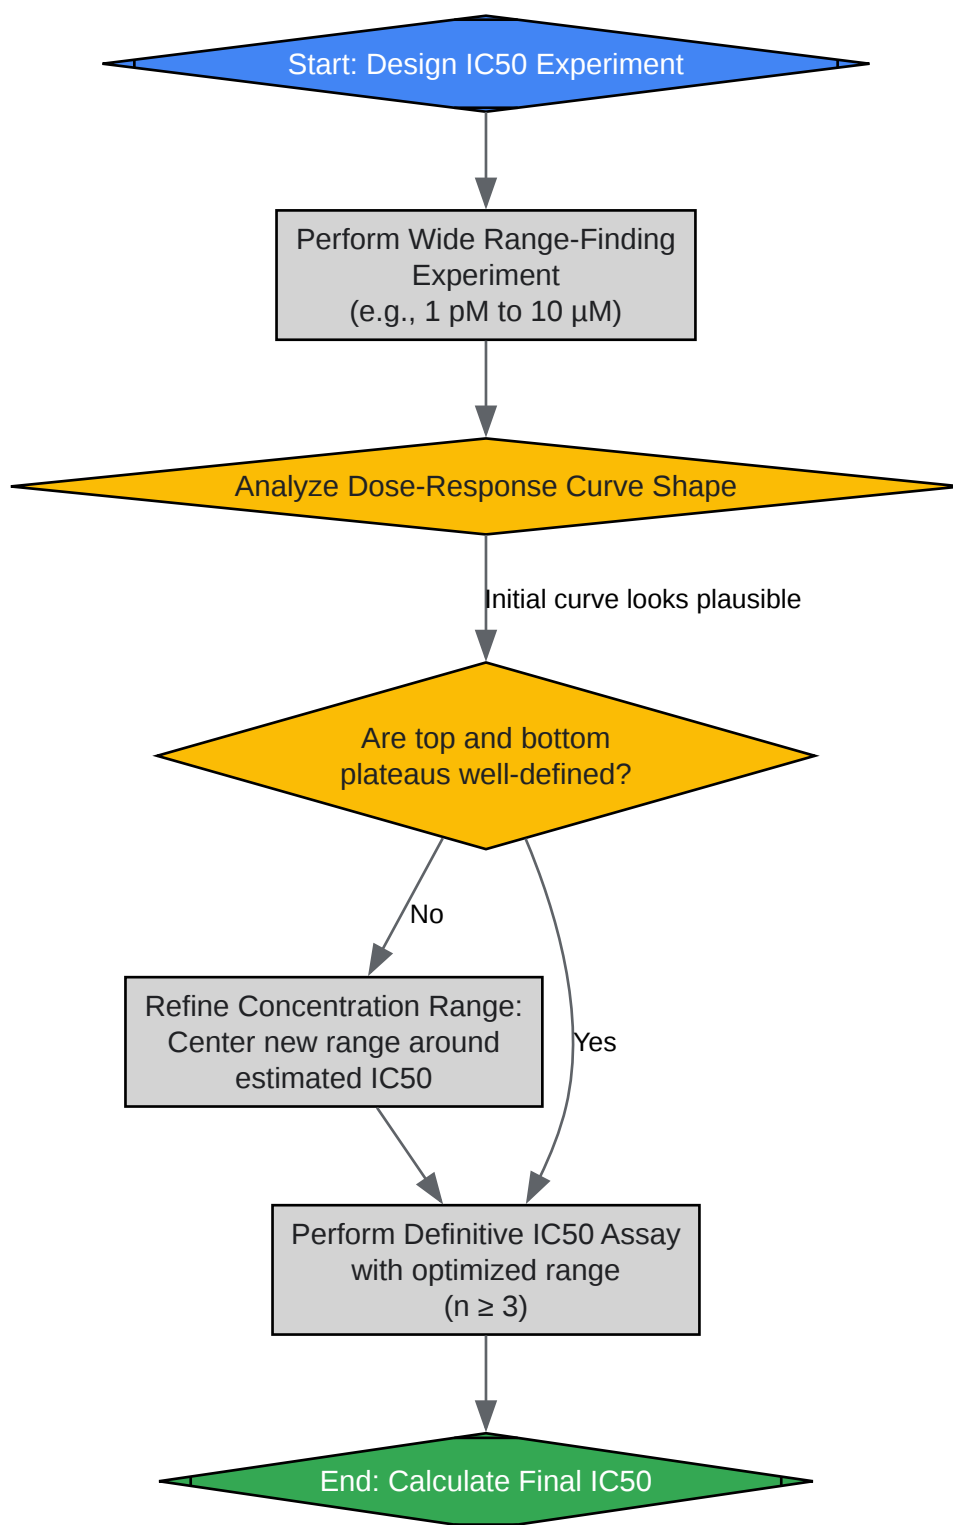 Start: Design IC50 Experiment
Perform Wide Range-Finding
Experiment
(e.g., 1 pM to 10 µM)
Analyze Dose-Response Curve Shape
Initial curve looks plausible
Are top and bottom
plateaus well-defined?
No
Refine Concentration Range:
Center new range around
estimated IC50
Yes
Perform Definitive IC50 Assay
with optimized range
(n ≥ 3)
End: Calculate Final IC50